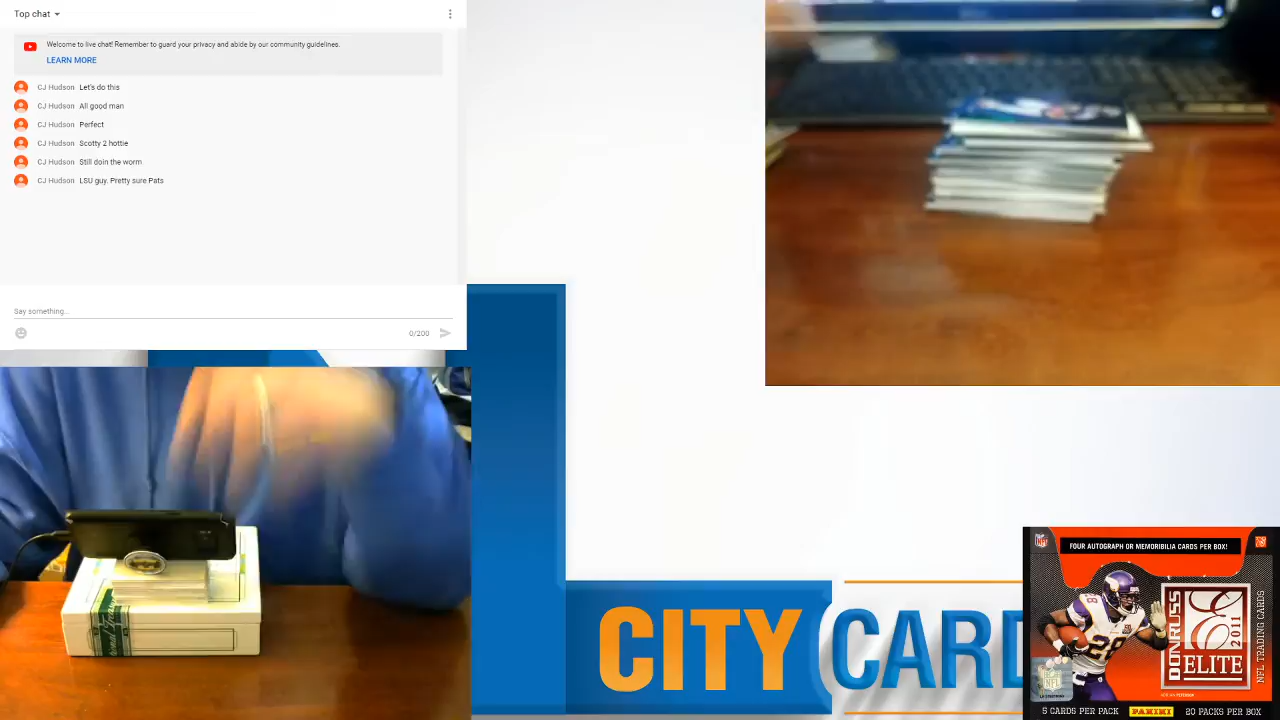 Top chat
Welcome to live chat! Remember to guard your privacy and abide by our community guidelines.
LEARN MORE
CJ Hudson Let's do this
CJ Hudson All good man
CJ Hudson Perfect
CJ Hudson Scotty 2 hottie
CJ Hudson Still doin the worm
CJ Hudson LSU guy. Pretty sure Pats
Say something...
0/200
CITY CARD
FOUR AUTOGRAPH OR MEMORIBILIA CARDS PER BOX!
28
DONRUSS
E
2011
ELITE
NFL TRADING CARDS
5 CARDS PER PACK
PANINI
20 PACKS PER BOX